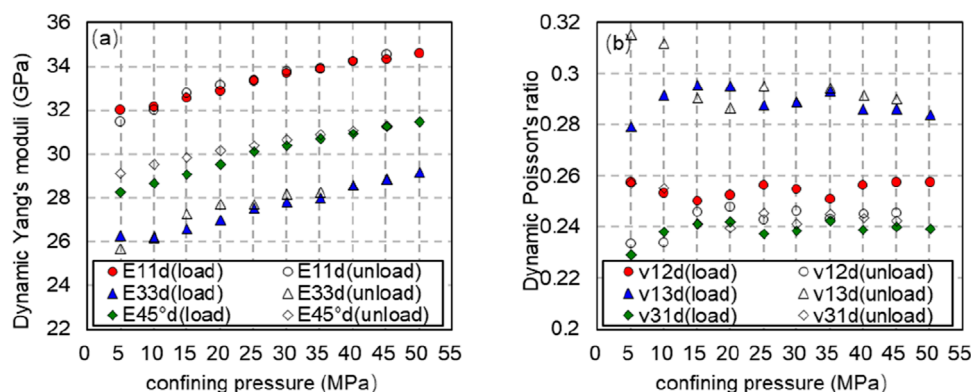 (a)
Dynamic Yang's moduli (GPa)
36
34
32
30
28
26
24
22
E11d(load)
E11d(unload)
E33d(load)
E33d(unload)
E45°d(load)
E45°d(unload)
0 5 10 15 20 25 30 35 40 45 50 55
confining pressure (MPa)
(b)
Dynamic Poisson's ratio
0.3
0.28
0.26
0.24
0.22
0.2
v12d(load)
v12d(unload)
v13d(load)
v13d(unload)
v31d(load)
v31d(unload)
0 5 10 15 20 25 30 35 40 45 50 55
confining pressure (MPa)